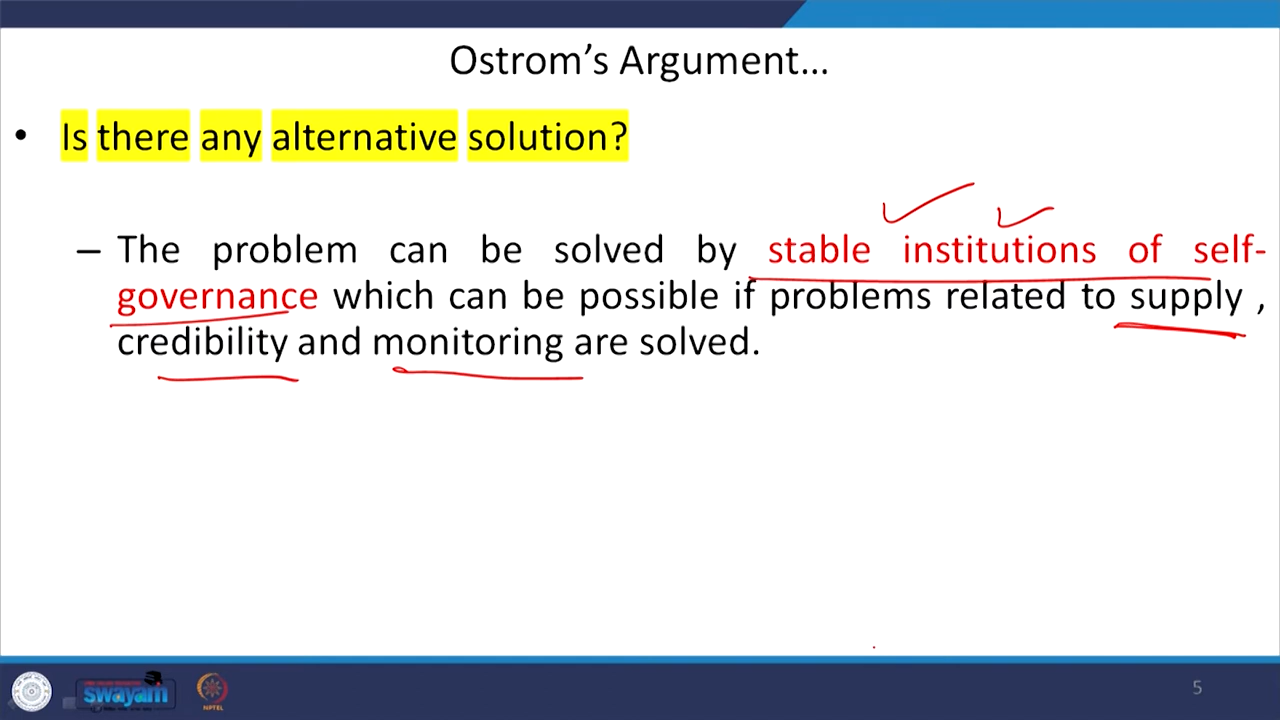 Ostrom's Argument...
• Is there any alternative solution?
– The problem can be solved by stable institutions of self-
governance which can be possible if problems related to supply ,
credibility and monitoring are solved.
swayam
NPTEL
5